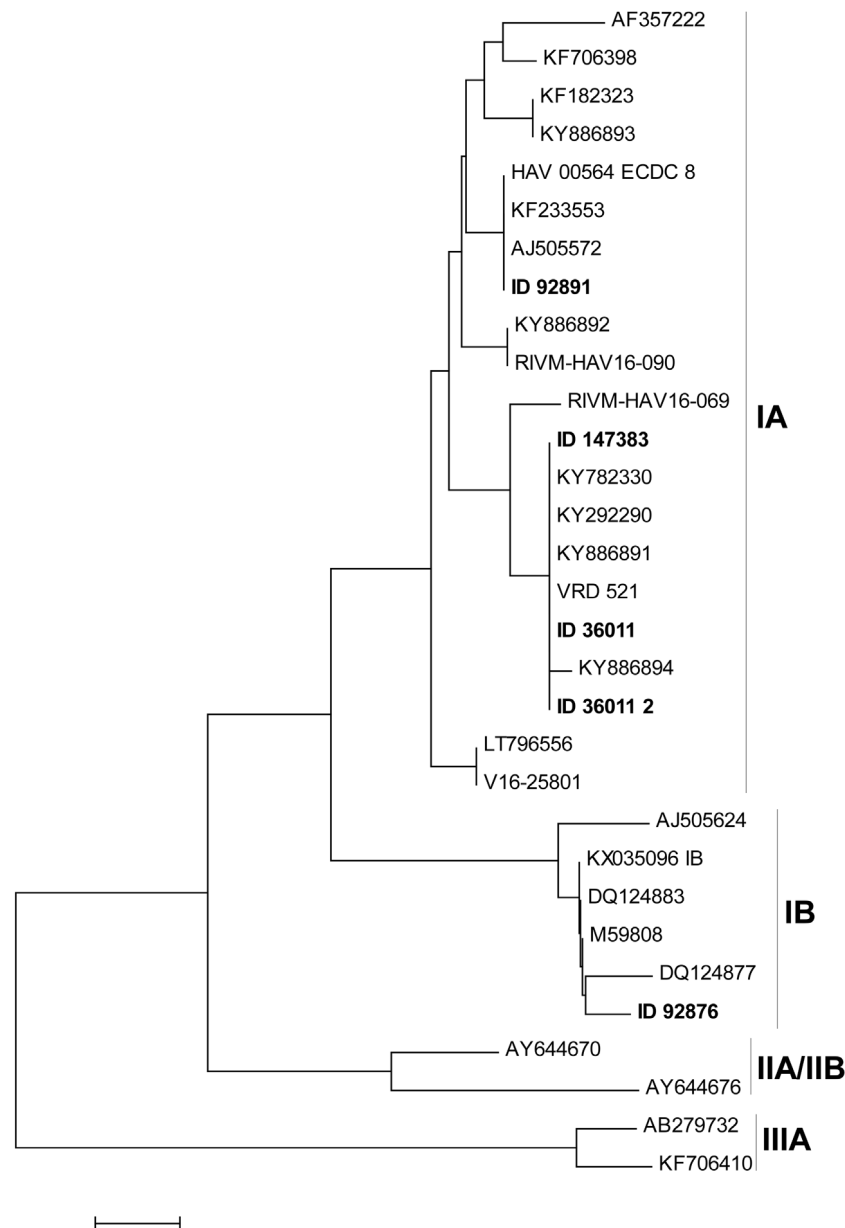 AF357222
KF706398
KF182323
KY886893
HAV 00564 ECDC 8
KF233553
AJ505572
ID 92891
KY886892
RIVM-HAV16-090
RIVM-HAV16-069
IA
ID 147383
KY782330
KY292290
KY886891
VRD 521
ID 36011
KY886894
ID 36011 2
LT796556
V16-25801
AJ505624
KX035096 IB
DQ124883
IB
M59808
DQ124877
ID 92876
AY644670
IIA/IIB
AY644676
AB279732
IIIA
KF706410